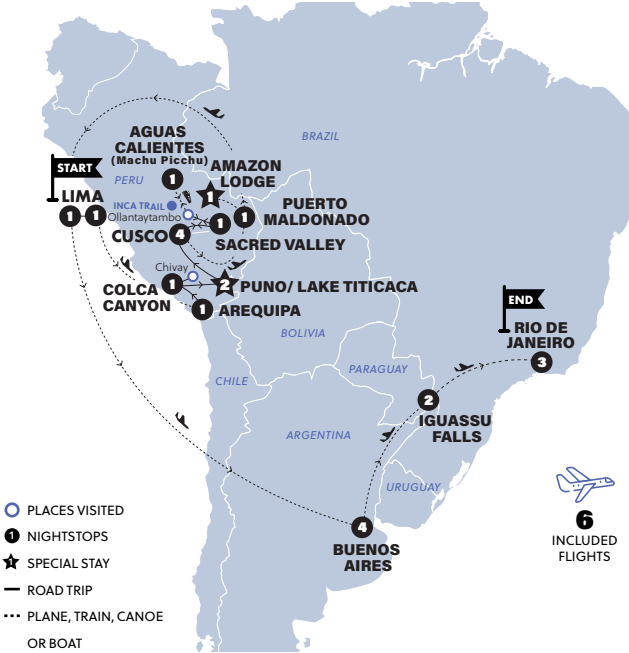 BRAZIL
AGUAS
CALIENTES
(Machu Picchu)
1
AMAZON
LODGE
1
START
PERU
LIMA
1
1
INCA TRAIL
Ollantaytambo
PUERTO
MALDONADO
1
1
SACRED VALLEY
CUSCO
4
Chivay
COLCA
CANYON
1
2
PUNO/ LAKE TITICACA
1
AREQUIPA
BOLIVIA
END
RIO DE
JANEIRO
3
PARAGUAY
CHILE
2
IGUASSU
FALLS
ARGENTINA
URUGUAY
4
BUENOS
AIRES
6
INCLUDED
FLIGHTS
PLACES VISITED
1 NIGHTSTOPS
1 SPECIAL STAY
ROAD TRIP
PLANE, TRAIN, CANOE
OR BOAT